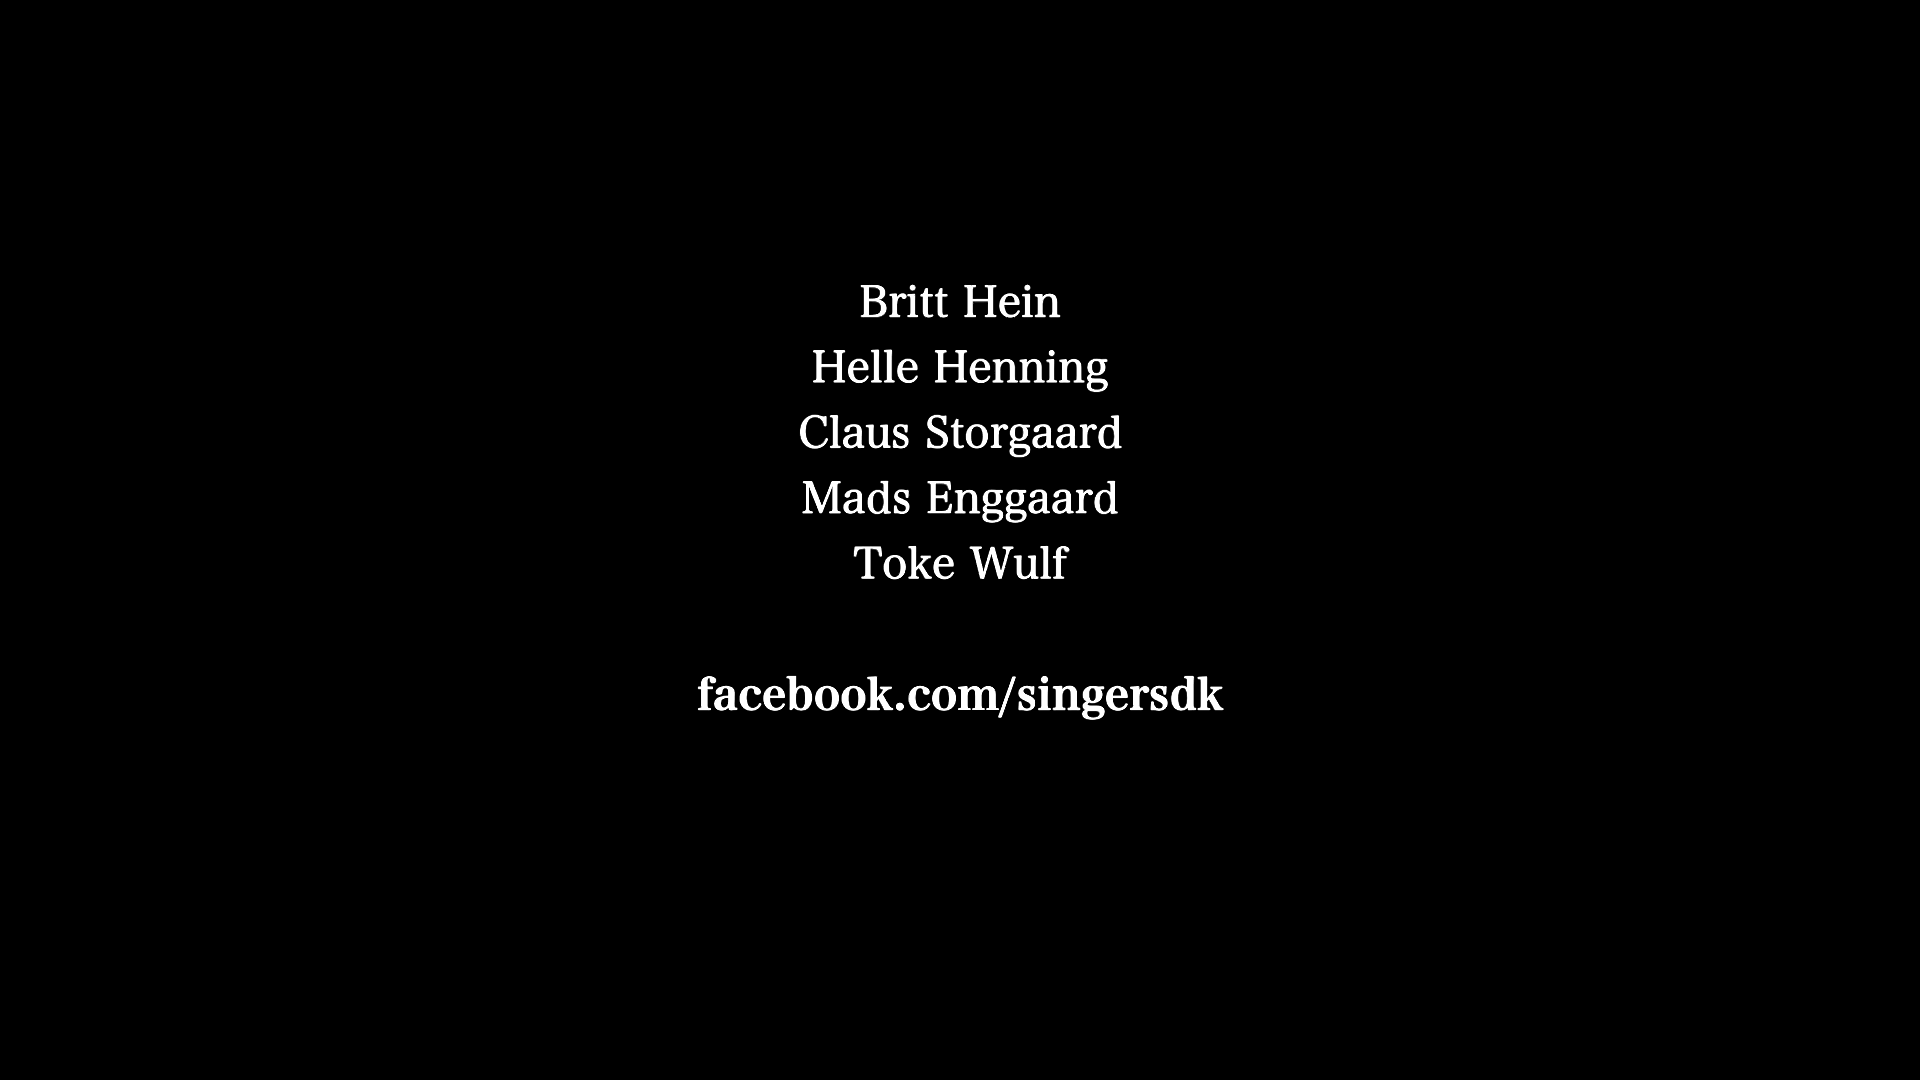 Britt Hein
Helle Henning
Claus Storgaard
Mads Enggaard
Toke Wulf
facebook.com/singersdk